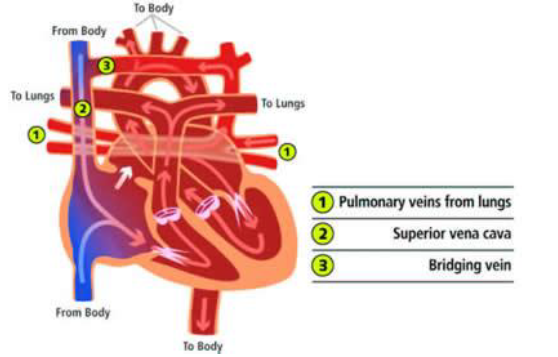 To Body
From Body
3
To Lungs
2
To Lungs
1
1
1 Pulmonary veins from lungs
2 Superior vena cava
3 Bridging vein
From Body
To Body